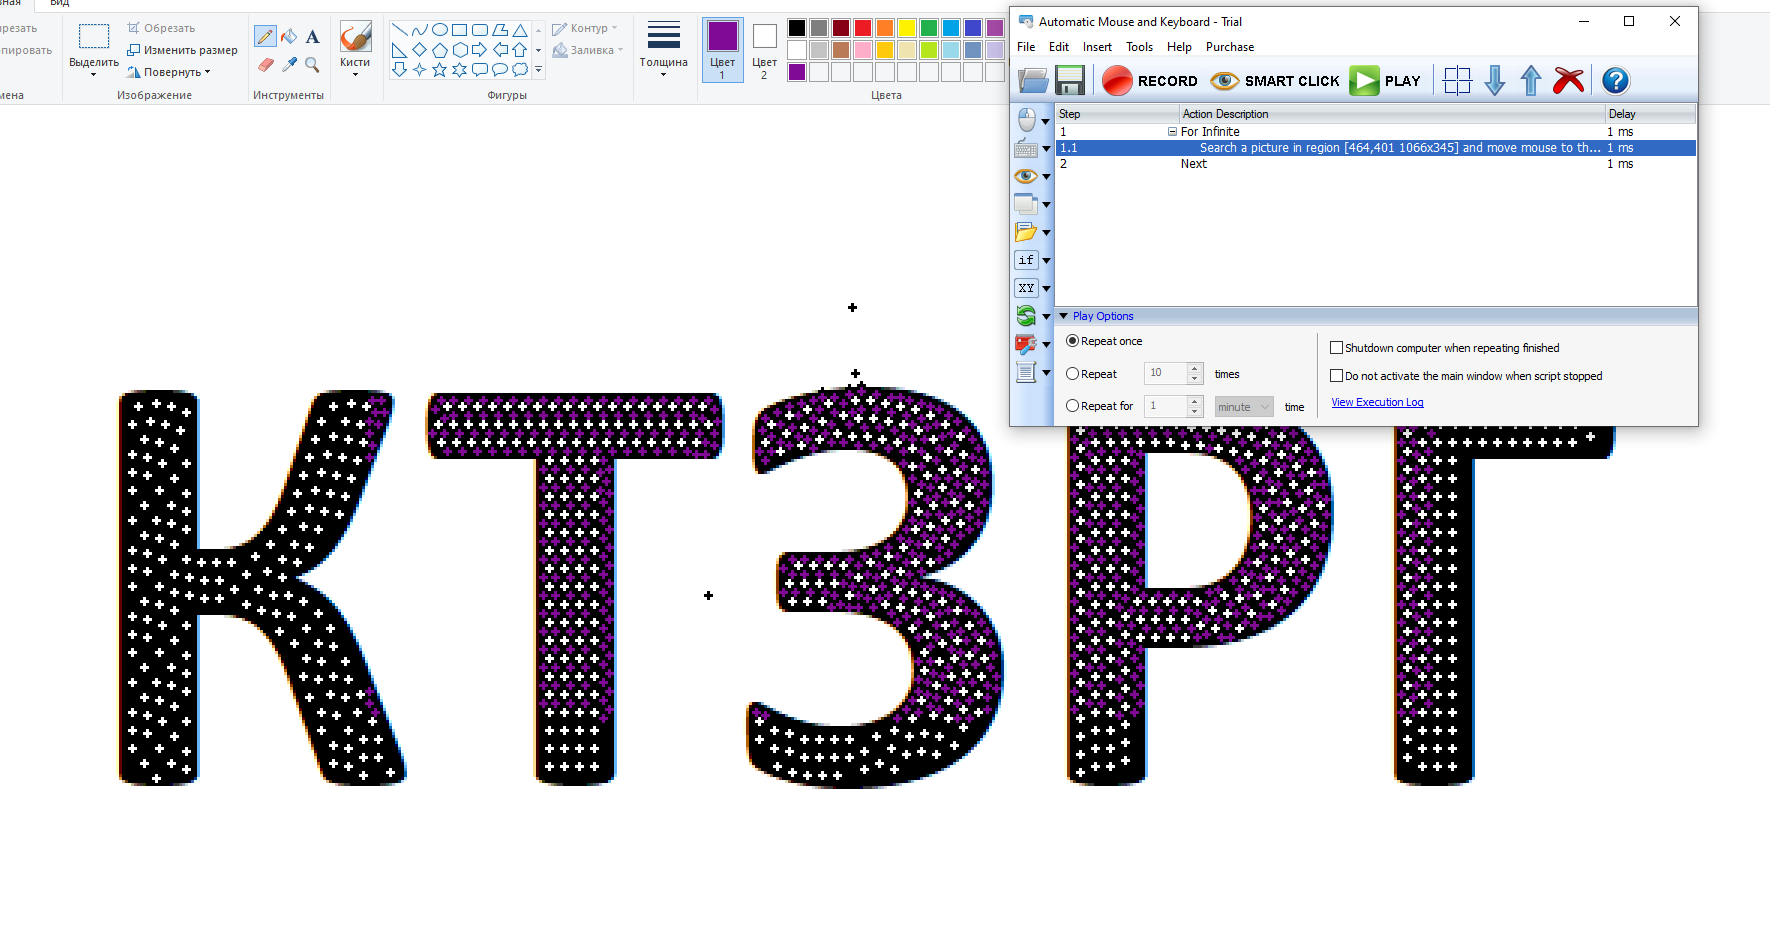 Вид
Вырезать
Копировать
Выделить
Обрезать
Изменить размер
Повернуть
Изображение
Инструменты
Кисти
Контур
Заливка
Фигуры
Толщина
Цвет 1
Цвет 2
Цвета
Automatic Mouse and Keyboard - Trial
File Edit Insert Tools Help Purchase
RECORD SMART CLICK PLAY
Step Action Description Delay
1 For Infinite 1 ms
1.1 Search a picture in region [464,401 1066x345] and move mouse to th... 1 ms
2 Next 1 ms
if
XY
Play Options
Repeat once
Repeat 10 times
Repeat for 1 minute time
Shutdown computer when repeating finished
Do not activate the main window when script stopped
View Execution Log
КТЗРГ